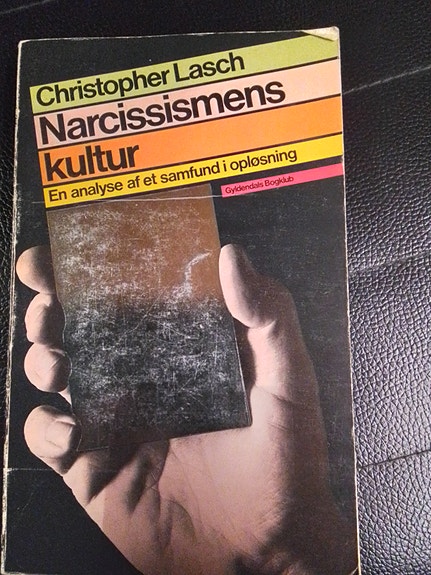 Christopher Lasch
Narcissismens
kultur
En analyse af et samfund i opløsning
Gyldendals Bogklub